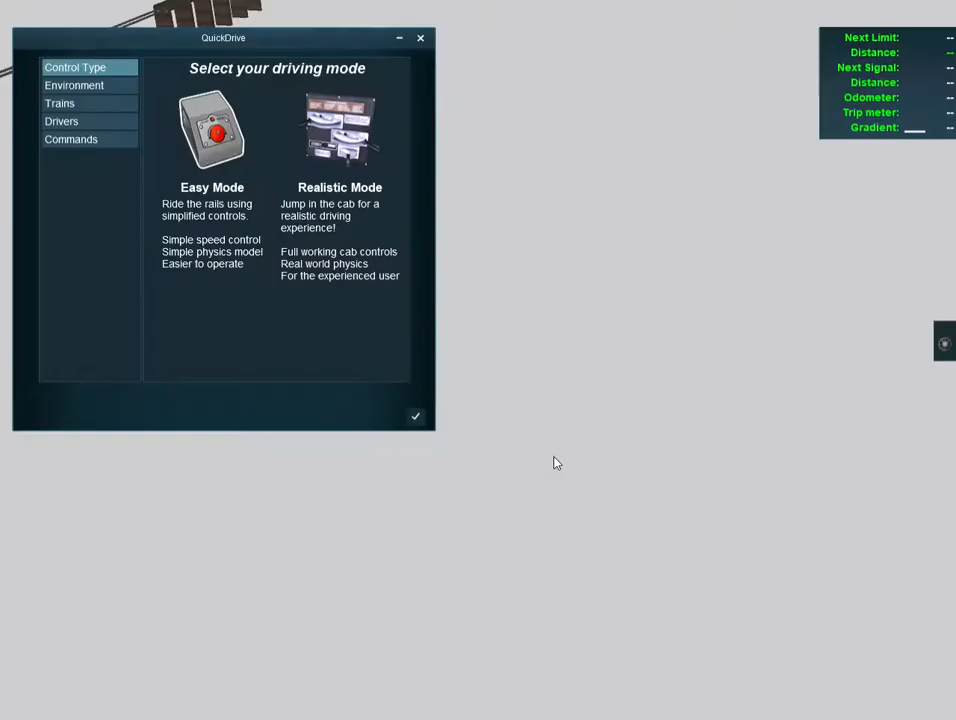 QuickDrive
Control Type
Environment
Trains
Drivers
Commands
Select your driving mode
Easy Mode
Ride the rails using
simplified controls.
Simple speed control
Simple physics model
Easier to operate
Realistic Mode
Jump in the cab for a
realistic driving
experience!
Full working cab controls
Real world physics
For the experienced user
Next Limit: --
Distance: --
Next Signal: --
Distance: --
Odometer: --
Trip meter: --
Gradient: --